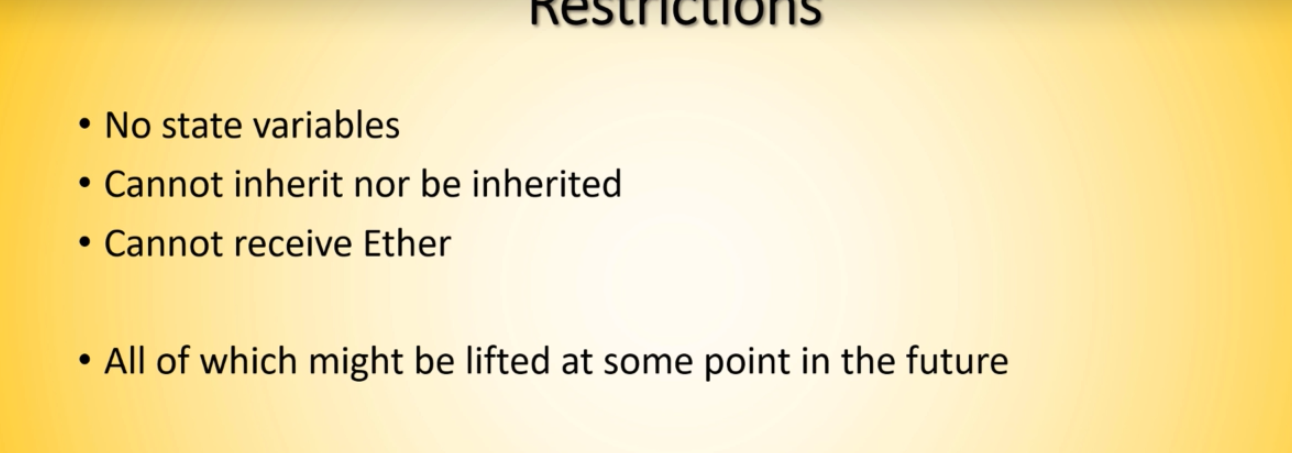 Restrictions
• No state variables
• Cannot inherit nor be inherited
• Cannot receive Ether
• All of which might be lifted at some point in the future